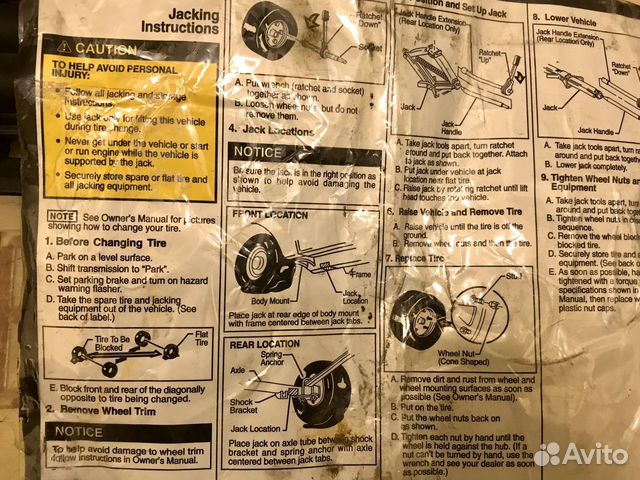 Jacking
Instructions
CAUTION
TO HELP AVOID PERSONAL
INJURY:
• Follow all jacking and storage
instructions.
• Use jack only for lifting this vehicle
during tire change.
• Never get under the vehicle or start
or run engine while the vehicle is
supported by the jack.
• Securely store spare or flat tire and
all jacking equipment.
NOTE See Owner's Manual for pictures
showing how to change your tire.
1. Before Changing Tire
A. Park on a level surface.
B. Shift transmission to "Park".
C. Set parking brake and turn on hazard
warning flasher.
D. Take the spare tire and jacking
equipment out of the vehicle. (See
back of label.)
Tire To Be
Blocked
Flat
Tire
E. Block front and rear of the diagonally
opposite to tire being changed.
2. Remove Wheel Trim
NOTICE
To help avoid damage to wheel trim
follow instructions in Owner's Manual.
Ratchet
Down"
Socket
A. Put wrench (ratchet and socket)
together as shown.
B. Loosen wheel nuts, but do not
remove them.
4. Jack Locations
NOTICE
Be sure the jack is in the right position as
shown to help avoid damaging the
vehicle.
FRONT LOCATION
Frame
Body Mount
Jack
Location
Place jack at rear edge of body mount
with frame centered between jack tabs.
REAR LOCATION
Spring
Anchor
Axle
Shock
Bracket
Jack Location
Place jack on axle tube between shock
bracket and spring anchor with axle
centered between jack tabs.
Position and Set Up Jack
Jack Handle Extension
(Rear Location Only)
Ratchet
"Up"
Jack
Jack
Handle
A. Take jack tools apart, turn ratchet
around and put back together. Attach
to jack as shown.
B. Put jack under vehicle at jack
location near flat tire.
C. Raise jack by rotating ratchet until lift
head touches the vehicle.
6. Raise Vehicle and Remove Tire
A. Raise vehicle until the tire is off the
ground.
B. Remove wheel nuts and then the tire.
7. Replace Tire
Stud
Wheel Nut
(Cone Shaped)
A. Remove dirt and rust from wheel and
wheel mounting surfaces as soon as
possible (See Owner's Manual).
B. Put on the tire.
C. Put the wheel nuts back on
as shown.
D. Tighten each nut by hand until the
wheel is held against the hub. (If a
nut can't be turned by hand, use the
wrench and see your dealer as soon
as possible.)
8. Lower Vehicle
Jack Handle Extension
(Rear Location Only)
Ratchet
"Down"
Jack
Jack Handle
A. Take jack tools apart, turn
around and put back together
B. Lower jack completely.
9. Tighten Wheel Nuts an
Equipment
A. Take jack tools apart, turn
around and put back
B. Tighten wheel nuts in
sequence.
C. Remove the wheel block
blocked tire.
D. Securely store tire and
equipment. (See back o
E. As soon as possible, ha
tightened with a torque
specifications shown in
Manual, then replace
plastic nut caps.
Avito